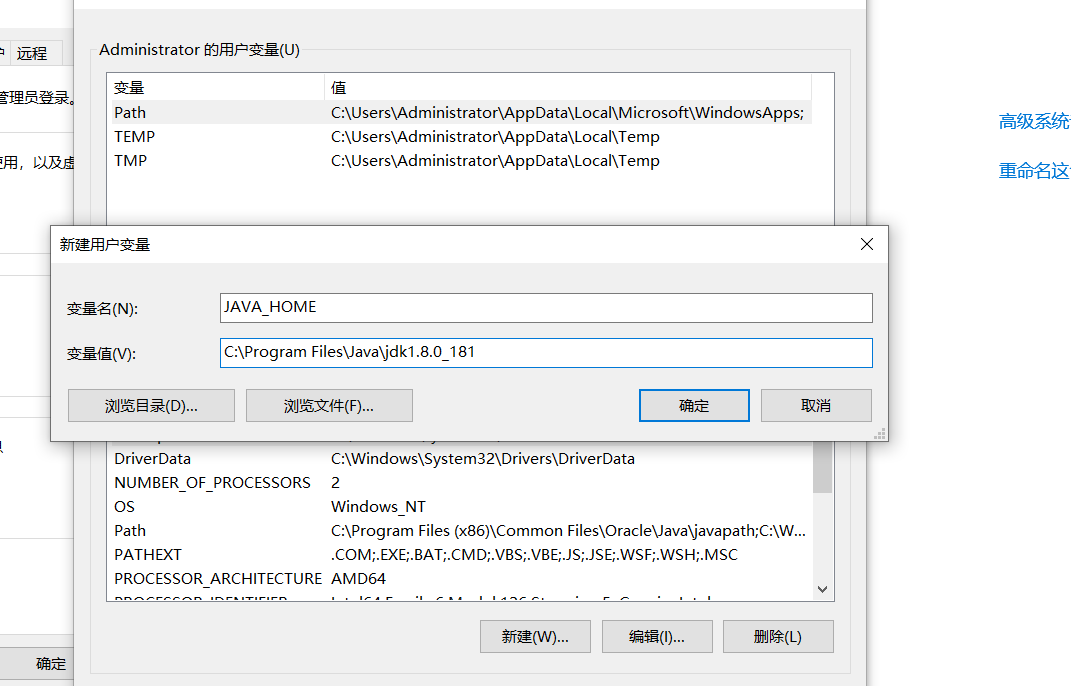 远程
Administrator 的用户变量(U)
变量 值
管理员登录。
Path C:\Users\Administrator\AppData\Local\Microsoft\WindowsApps;
TEMP C:\Users\Administrator\AppData\Local\Temp
TMP C:\Users\Administrator\AppData\Local\Temp
高级系统
使用，以及虚
重命名这
新建用户变量
变量名(N): JAVA_HOME
变量值(V): C:\Program Files\Java\jdk1.8.0_181
浏览目录(D)... 浏览文件(F)... 确定 取消
DriverData C:\Windows\System32\Drivers\DriverData
NUMBER_OF_PROCESSORS 2
OS Windows_NT
Path C:\Program Files (x86)\Common Files\Oracle\Java\javapath;C:\W...
PATHEXT .COM;.EXE;.BAT;.CMD;.VBS;.VBE;.JS;.JSE;.WSF;.WSH;.MSC
PROCESSOR_ARCHITECTURE AMD64
新建(W)... 编辑(I)... 删除(L)
确定